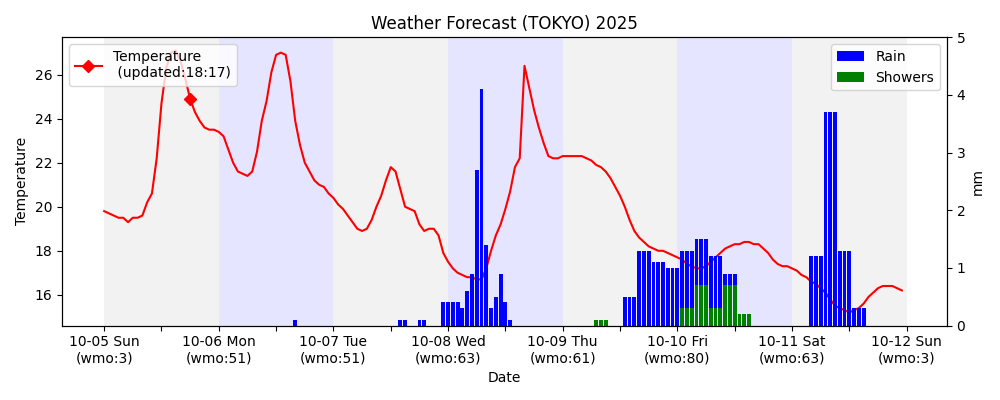 Weather Forecast (TOKYO) 2025
Temperature
(updated:18:17)
Rain
Showers
26
24
22
20
18
16
Temperature
5
4
3
2
1
0
mm
10-05 Sun 10-06 Mon 10-07 Tue 10-08 Wed 10-09 Thu 10-10 Fri 10-11 Sat 10-12 Sun
(wmo:3) (wmo:51) (wmo:51) (wmo:63) (wmo:61) (wmo:80) (wmo:63) (wmo:3)
Date